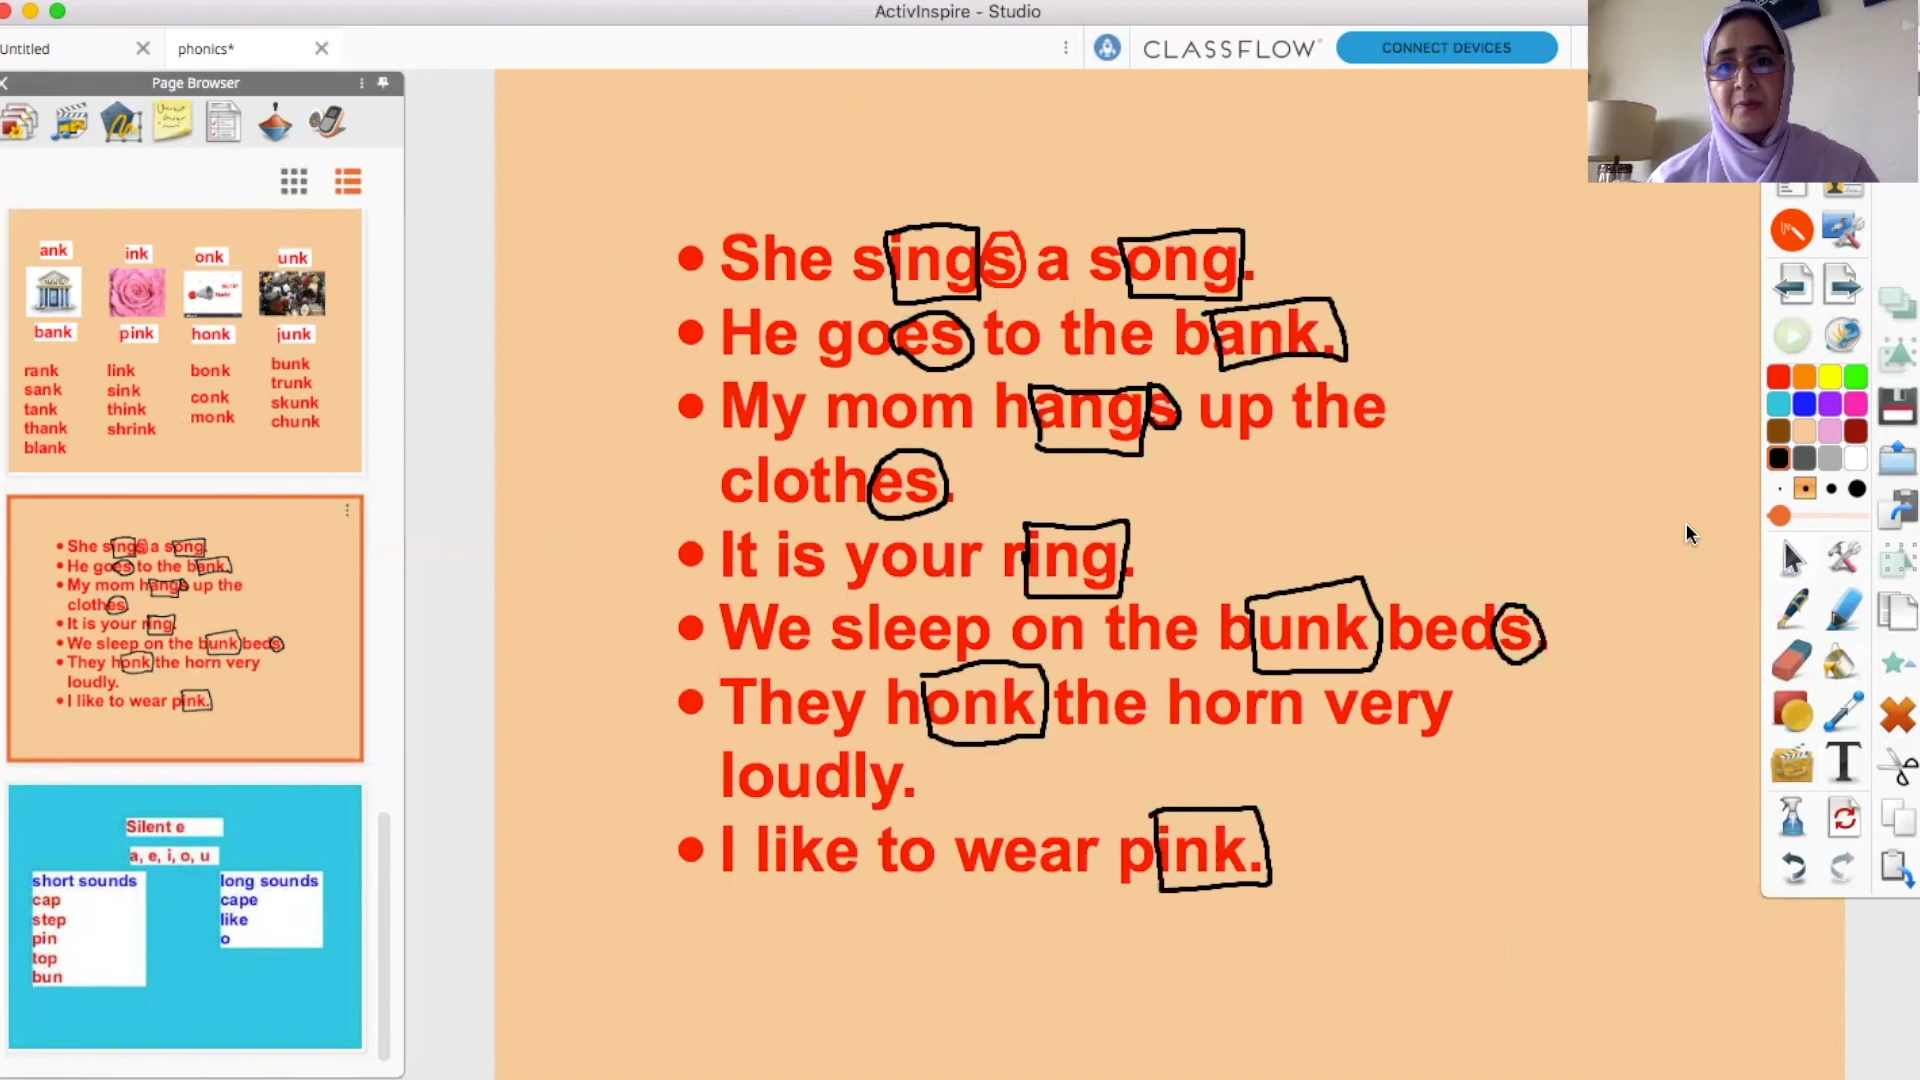 ActivInspire - Studio
Untitled
phonics*
CLASSFLOW
CONNECT DEVICES
Page Browser
ank ink onk unk
bank pink honk junk
rank link bonk bunk
sank sink conk trunk
tank think monk skunk
thank shrink chunk
blank
• She sings a song.
• He goes to the bank.
• My mom hangs up the
clothes.
• It is your ring.
• We sleep on the bunk beds.
• They honk the horn very
loudly.
• I like to wear pink.
Silent e
a, e, i, o, u
short sounds long sounds
cap cape
step like
pin o
top
bun
• She sings a song.
• He goes to the bank.
• My mom hangs up the
clothes.
• It is your ring.
• We sleep on the bunk beds.
• They honk the horn very
loudly.
• I like to wear pink.